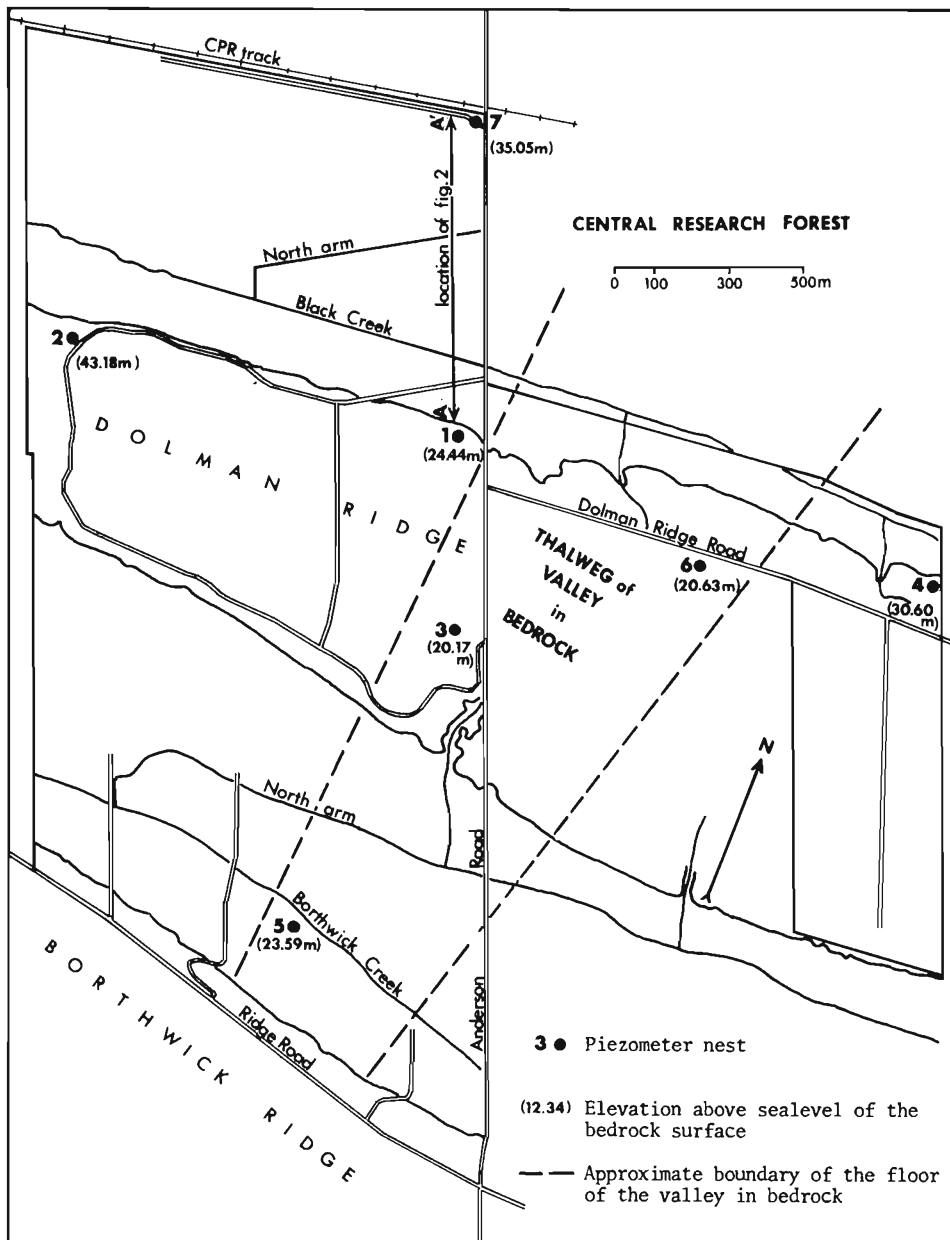 CPR track
A'
7
(35.05m)
location of fig.2
CENTRAL RESEARCH FOREST
0 100 300 500m
North arm
Black Creek
2
(43.18m)
A
1
(24.44m)
DOLMAN
RIDGE
Dolman Ridge Road
THALWEG of
VALLEY
in
BEDROCK
6
(20.63m)
4
(30.60
m)
3
(20.17
m)
N
North arm
Road
Borthwick Creek
5
(23.59m)
Anderson
Ridge Road
BORTHWICK RIDGE
3 Piezometer nest
(12.34) Elevation above sealevel of the
bedrock surface
Approximate boundary of the floor
of the valley in bedrock